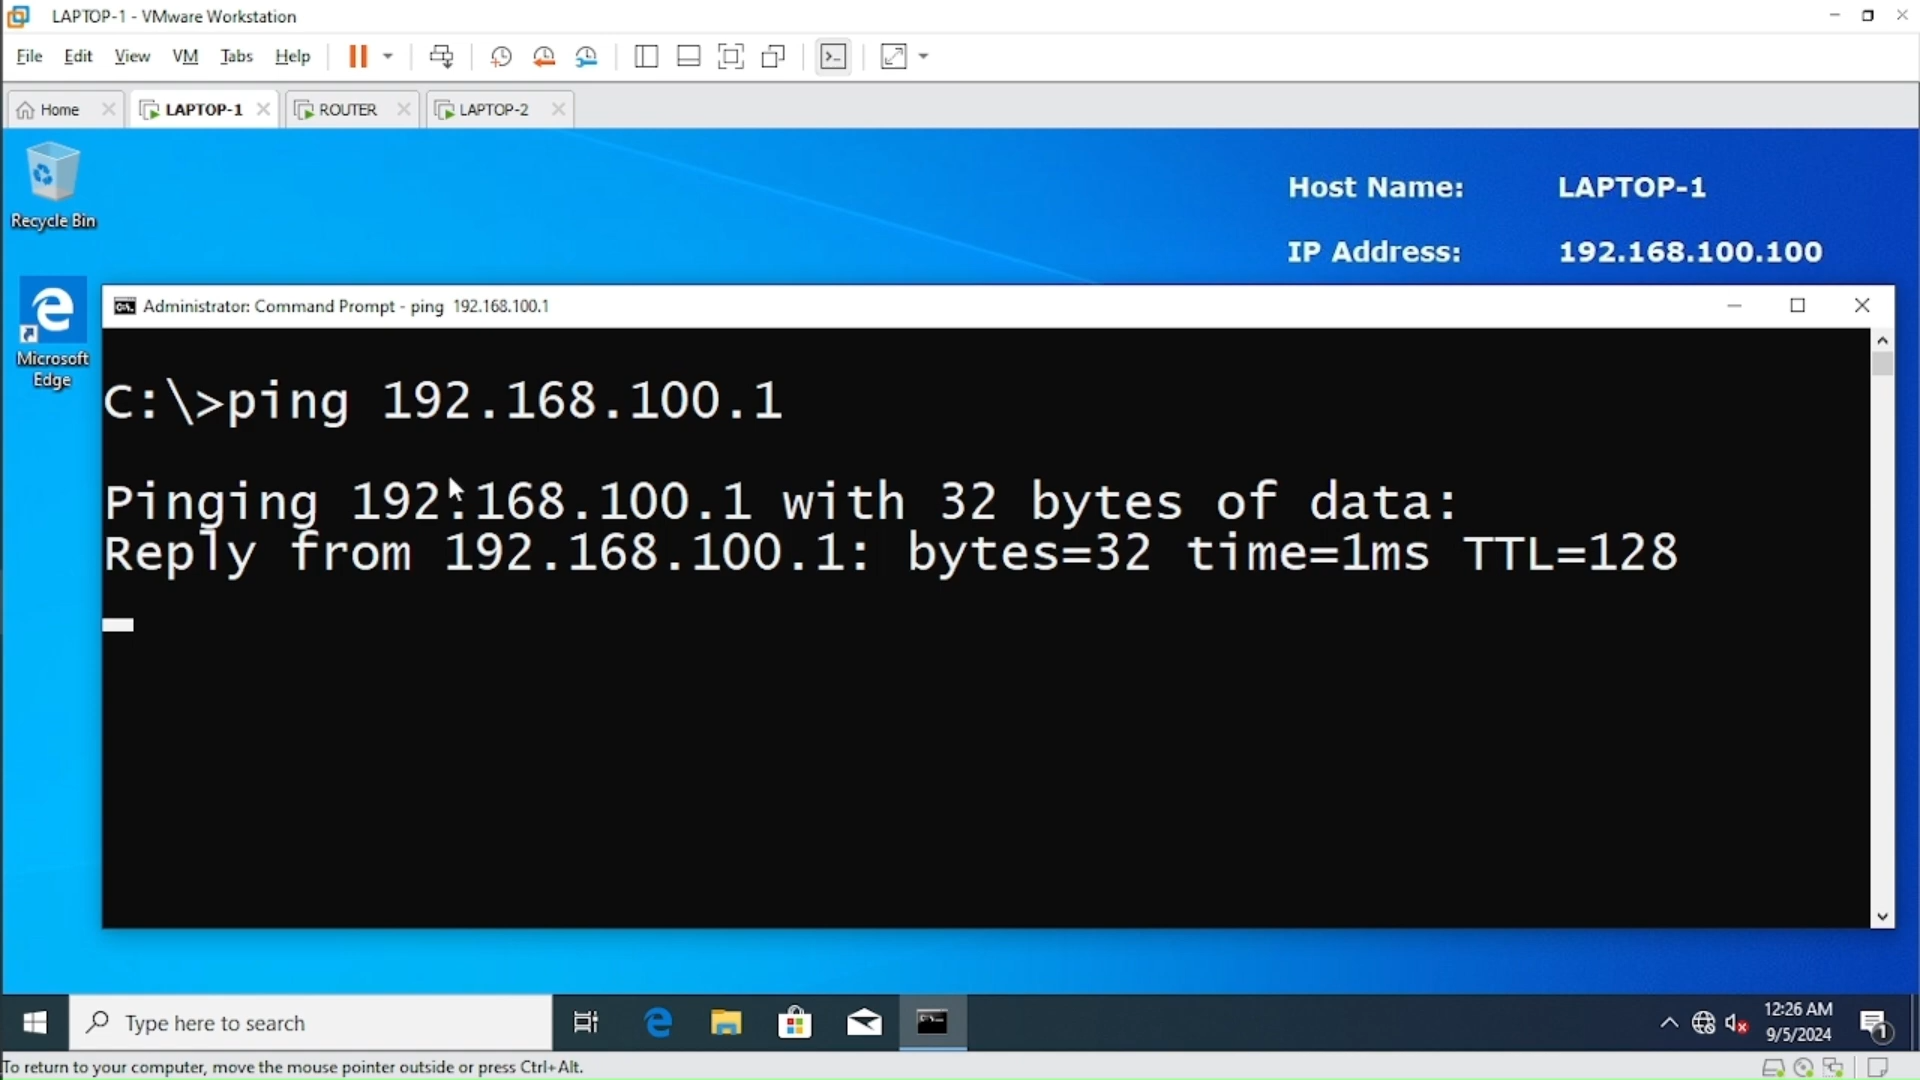 LAPTOP-1 - VMware Workstation
File Edit View VM Tabs Help
Home LAPTOP-1 ROUTER LAPTOP-2
Recycle Bin
Host Name: LAPTOP-1
IP Address: 192.168.100.100
Microsoft
Edge
Administrator: Command Prompt - ping 192.168.100.1
C:\>ping 192.168.100.1
Pinging 192.168.100.1 with 32 bytes of data:
Reply from 192.168.100.1: bytes=32 time=1ms TTL=128
Type here to search
12:26 AM
9/5/2024
1
To return to your computer, move the mouse pointer outside or press Ctrl+Alt.